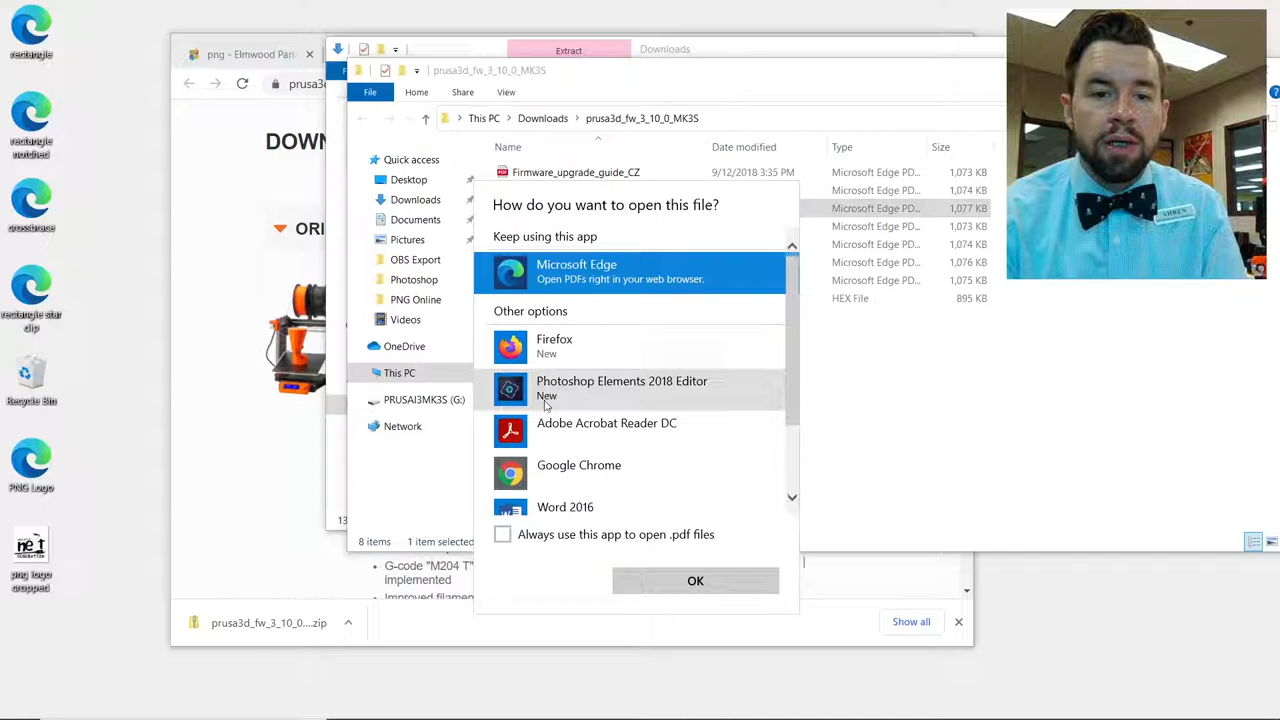 rectangle
rectangle
notched
crossbrace
rectangle star
clip
Recycle Bin
PNG Logo
png logo
cropped
png - Elmwood Par
prusa3d
DOWN
ORI
Extract
Downloads
F
prusa3d_fw_3_10_0_MK3S
File
Home
Share
View
This PC
Downloads
prusa3d_fw_3_10_0_MK3S
Name
Date modified
Type
Size
Quick access
Desktop
Downloads
Documents
Pictures
OBS Export
Photoshop
PNG Online
Videos
OneDrive
This PC
PRUSAI3MK3S (G:)
Network
Firmware_upgrade_guide_CZ
9/12/2018 3:35 PM
Microsoft Edge PD...
1,073 KB
Microsoft Edge PD...
1,074 KB
Microsoft Edge PD...
1,077 KB
Microsoft Edge PD...
1,073 KB
Microsoft Edge PD...
1,074 KB
Microsoft Edge PD...
1,076 KB
Microsoft Edge PD...
1,075 KB
HEX File
895 KB
How do you want to open this file?
Keep using this app
Microsoft Edge
Open PDFs right in your web browser.
Other options
Firefox
New
Photoshop Elements 2018 Editor
New
Adobe Acrobat Reader DC
Google Chrome
Word 2016
Always use this app to open .pdf files
OK
8 items
1 item selected
13
G-code "M204 T"
implemented
Improved filamen
prusa3d_fw_3_10_0....zip
Show all
AHREN